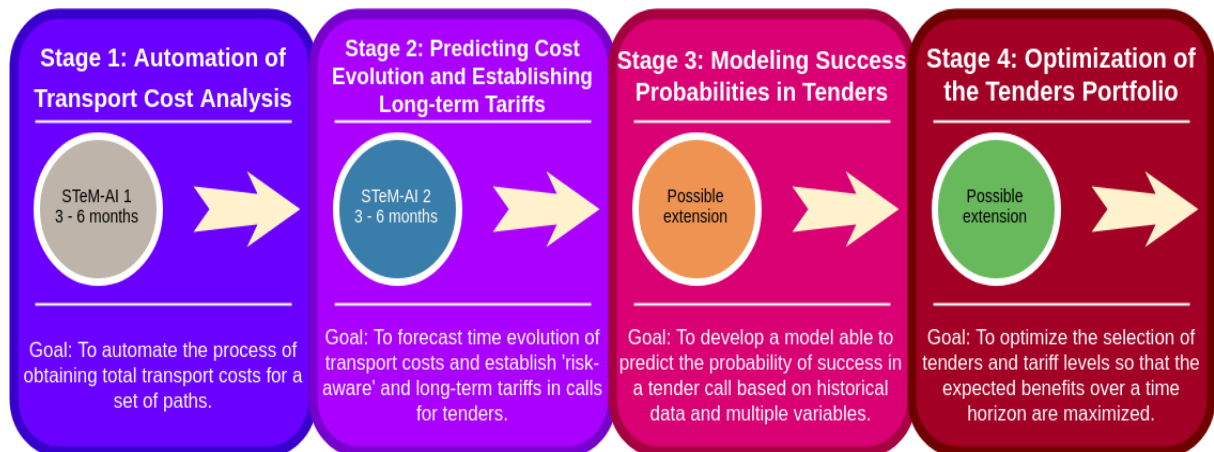 Stage 1: Automation of
Transport Cost Analysis
STeM-AI 1
3 - 6 months
Goal: To automate the process of
obtaining total transport costs for a
set of paths.
Stage 2: Predicting Cost
Evolution and Establishing
Long-term Tariffs
STeM-AI 2
3 - 6 months
Goal: To forecast time evolution of
transport costs and establish 'risk-
aware' and long-term tariffs in calls
for tenders.
Stage 3: Modeling Success
Probabilities in Tenders
Possible
extension
Goal: To develop a model able to
predict the probability of success in
a tender call based on historical
data and multiple variables.
Stage 4: Optimization of
the Tenders Portfolio
Possible
extension
Goal: To optimize the selection of
tenders and tariff levels so that the
expected benefits over a time
horizon are maximized.